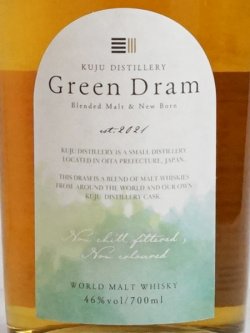 KUJU DISTILLERY
Green Dram
Blended Malt & New Born
est. 2021
KUJU DISTILLERY IS A SMALL DISTILLERY
LOCATED IN OITA PREFECTURE, JAPAN.
THIS DRAM IS A BLEND OF MALT WHISKIES
FROM AROUND THE WORLD AND OUR OWN
KUJU DISTILLERY CASK.
Non chill filtered,
Non coloured
WORLD MALT WHISKY
46%vol/700ml